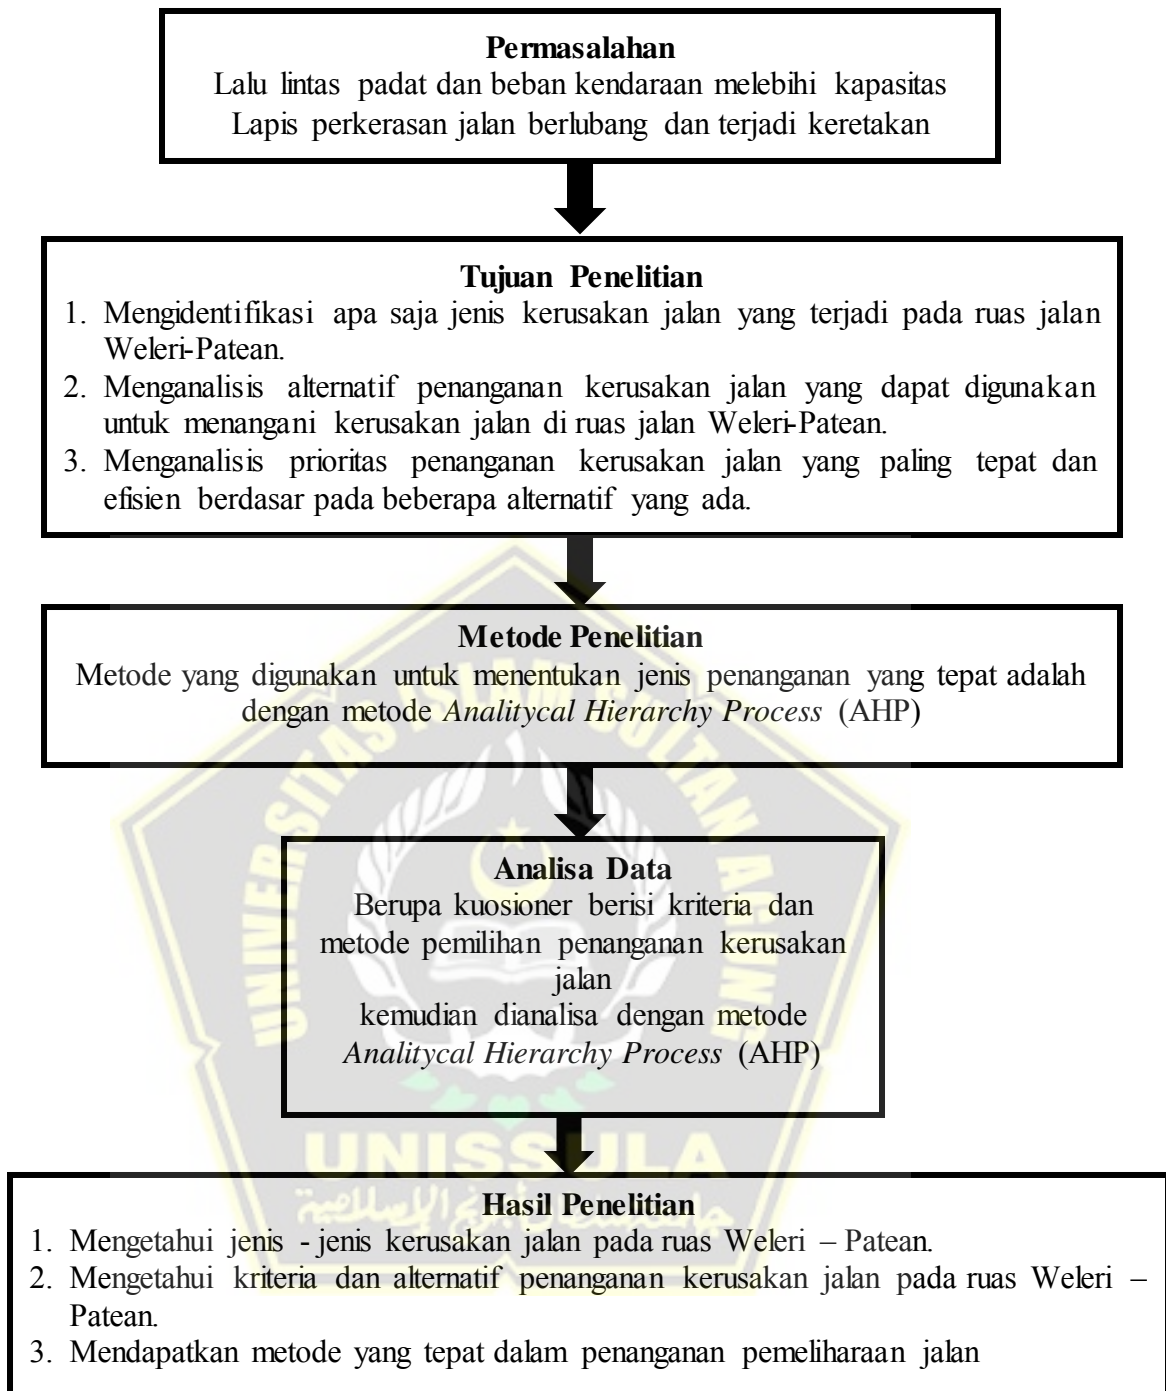 Permasalahan
Lalu lintas padat dan beban kendaraan melebihi kapasitas
Lapis perkerasan jalan berlubang dan terjadi keretakan
Tujuan Penelitian
1. Mengidentifikasi apa saja jenis kerusakan jalan yang terjadi pada ruas jalan
Weleri-Patean.
2. Menganalisis alternatif penanganan kerusakan jalan yang dapat digunakan
untuk menangani kerusakan jalan di ruas jalan Weleri-Patean.
3. Menganalisis prioritas penanganan kerusakan jalan yang paling tepat dan
efisien berdasar pada beberapa alternatif yang ada.
Metode Penelitian
Metode yang digunakan untuk menentukan jenis penanganan yang tepat adalah
dengan metode Analitycal Hierarchy Process (AHP)
Analisa Data
Berupa kuosioner berisi kriteria dan
metode pemilihan penanganan kerusakan
jalan
kemudian dianalisa dengan metode
Analitycal Hierarchy Process (AHP)
Hasil Penelitian
1. Mengetahui jenis - jenis kerusakan jalan pada ruas Weleri – Patean.
2. Mengetahui kriteria dan alternatif penanganan kerusakan jalan pada ruas Weleri –
Patean.
3. Mendapatkan metode yang tepat dalam penanganan pemeliharaan jalan
UNIVERSITAS ISLAM SULTAN AGUNG
UNISSULA